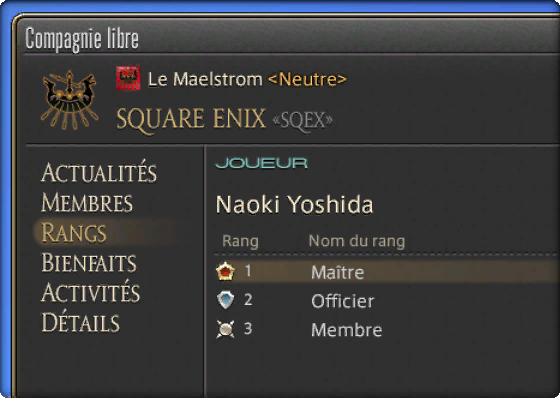 Compagnie libre
Le Maelstrom <Neutre>
SQUARE ENIX «SQEX»
ACTUALITÉS
MEMBRES
RANGS
BIENFAITS
ACTIVITÉS
DÉTAILS
JOUEUR
Naoki Yoshida
Rang Nom du rang
1 Maître
2 Officier
3 Membre